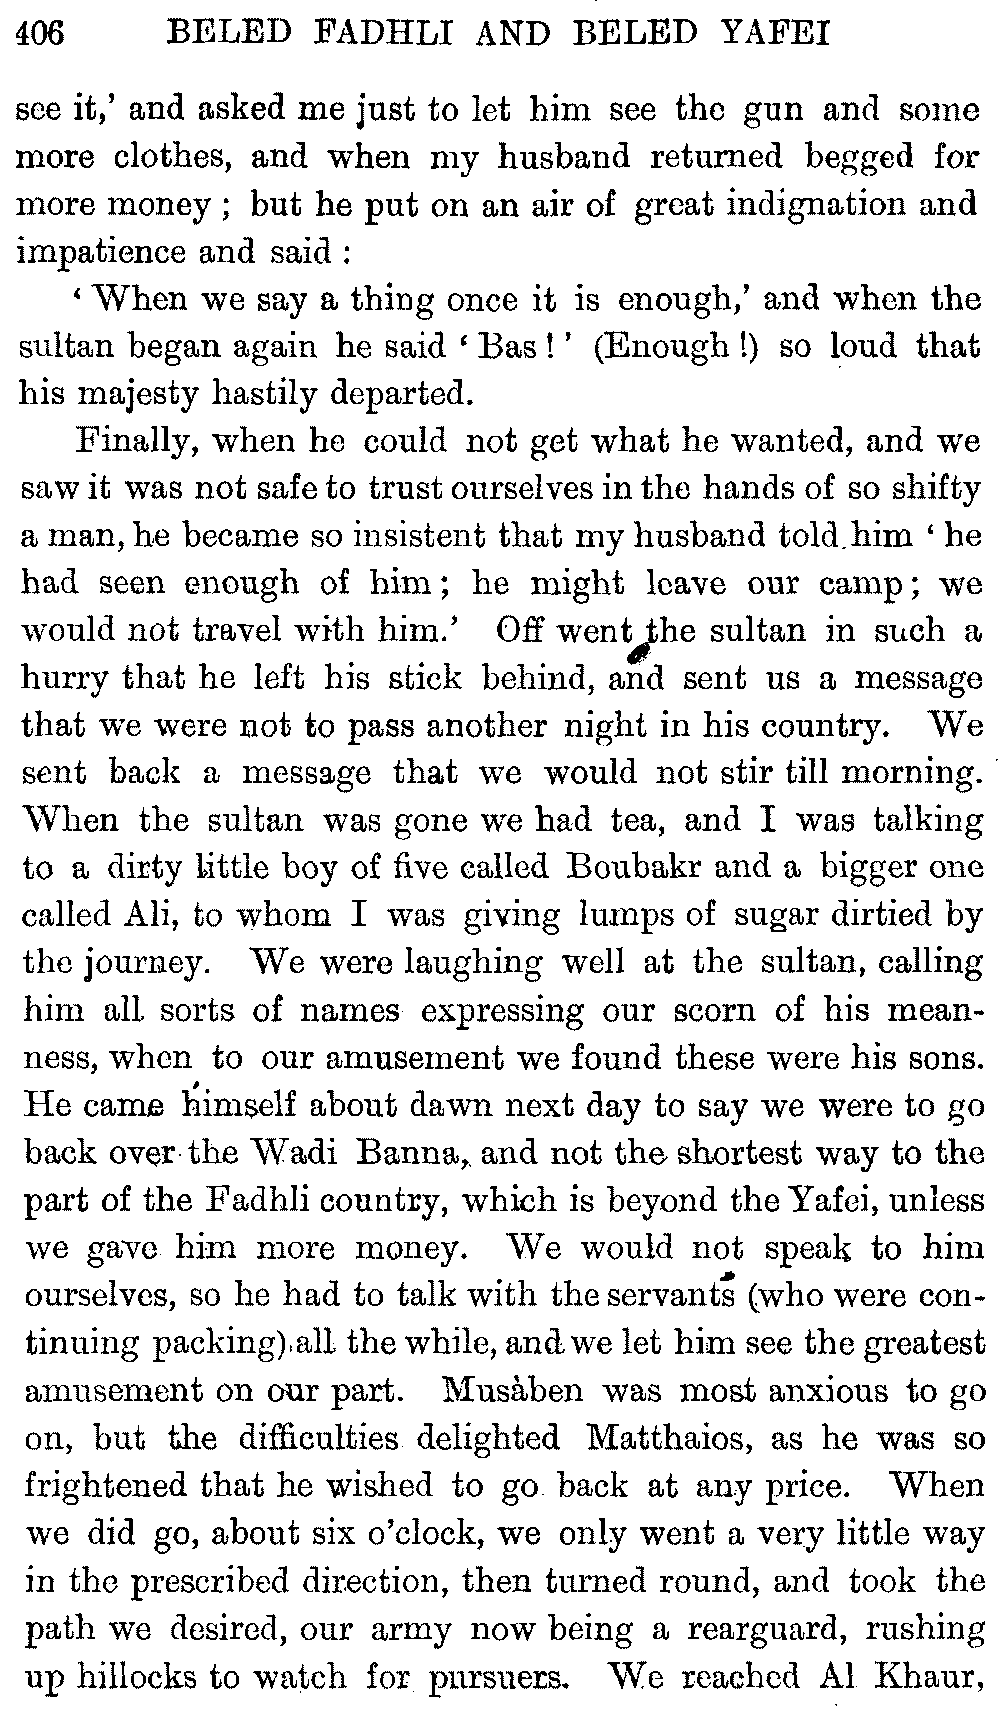 406 BELED FADHLI AND BELED YAFEI
see it,’ and asked me just to let him see the gun and some
more clothes, and when my husband returned begged for
more money ; but he put on an air of great indignation and
impatience and said :
‘ When we say a thing once it is enough,’ and when the
sultan began again he said ‘ Bas ! ’ (Enough !) so loud that
his majesty hastily departed.
Finally, when he could not get what he wanted, and we
saw it was not safe to trust ourselves in the hands of so shifty
a man, he became so insistent that my husband told him ‘ he
had seen enough of him ; he might leave our camp ; we
would not travel with him.’ Off went the sultan in such a
hurry that he left his stick behind, and sent us a message
that we were not to pass another night in his country. We
sent back a message that we would not stir till morning.
When the sultan was gone we had tea, and I was talking
to a dirty little boy of five called Boubakr and a bigger one
called Ali, to whom I was giving lumps of sugar dirtied by
the journey. We were laughing well at the sultan, calling
him all sorts of names expressing our scorn of his mean-
ness, when to our amusement we found these were his sons.
He came himself about dawn next day to say we were to go
back over the Wadi Banna, and not the shortest way to the
part of the Fadhli country, which is beyond the Yafei, unless
we gave him more money. We would not speak to him
ourselves, so he had to talk with the servants (who were con-
tinuing packing) all the while, and we let him see the greatest
amusement on our part. Musàben was most anxious to go
on, but the difficulties delighted Matthaios, as he was so
frightened that he wished to go back at any price. When
we did go, about six o’clock, we only went a very little way
in the prescribed direction, then turned round, and took the
path we desired, our army now being a rearguard, rushing
up hillocks to watch for pursuers. We reached Al Khaur,